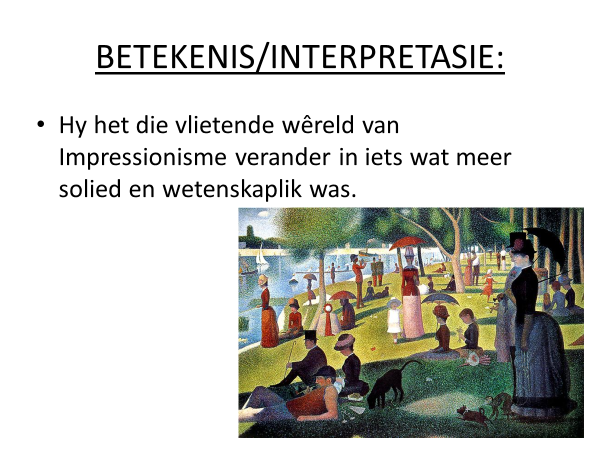 BETEKENIS/INTERPRETASIE:
• Hy het die vlietende wêreld van
Impressionisme verander in iets wat meer
solied en wetenskaplik was.